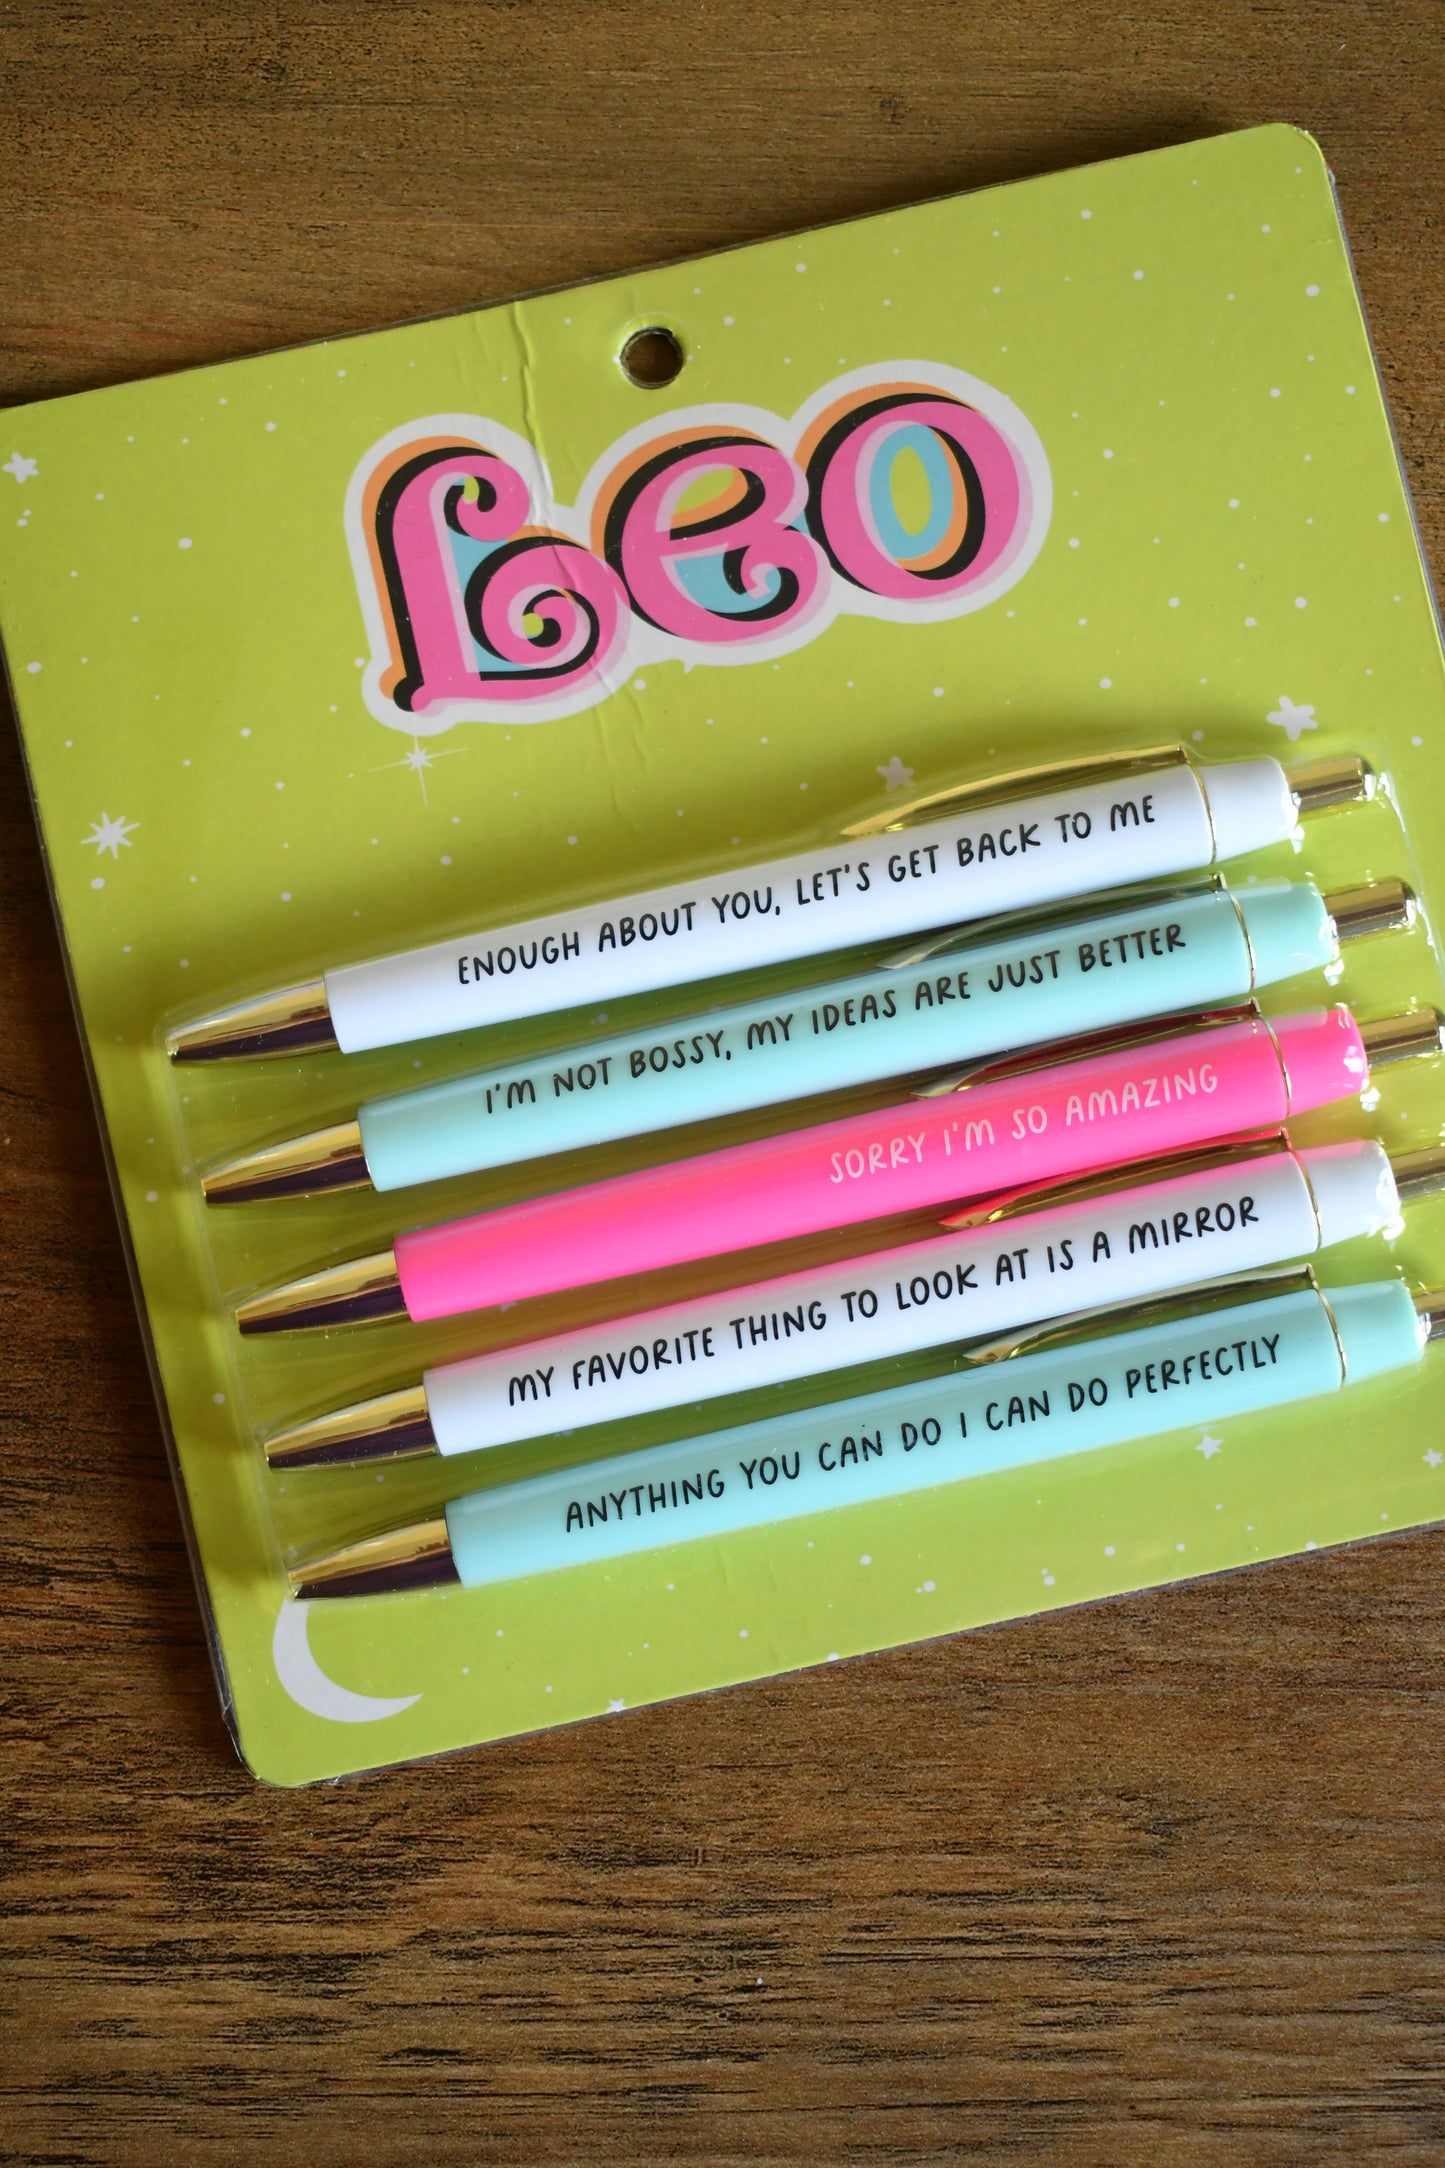 Leo
ENOUGH ABOUT YOU, LET'S GET BACK TO ME
I'M NOT BOSSY, MY IDEAS ARE JUST BETTER
SORRY I'M SO AMAZING
MY FAVORITE THING TO LOOK AT IS A MIRROR
ANYTHING YOU CAN DO I CAN DO PERFECTLY